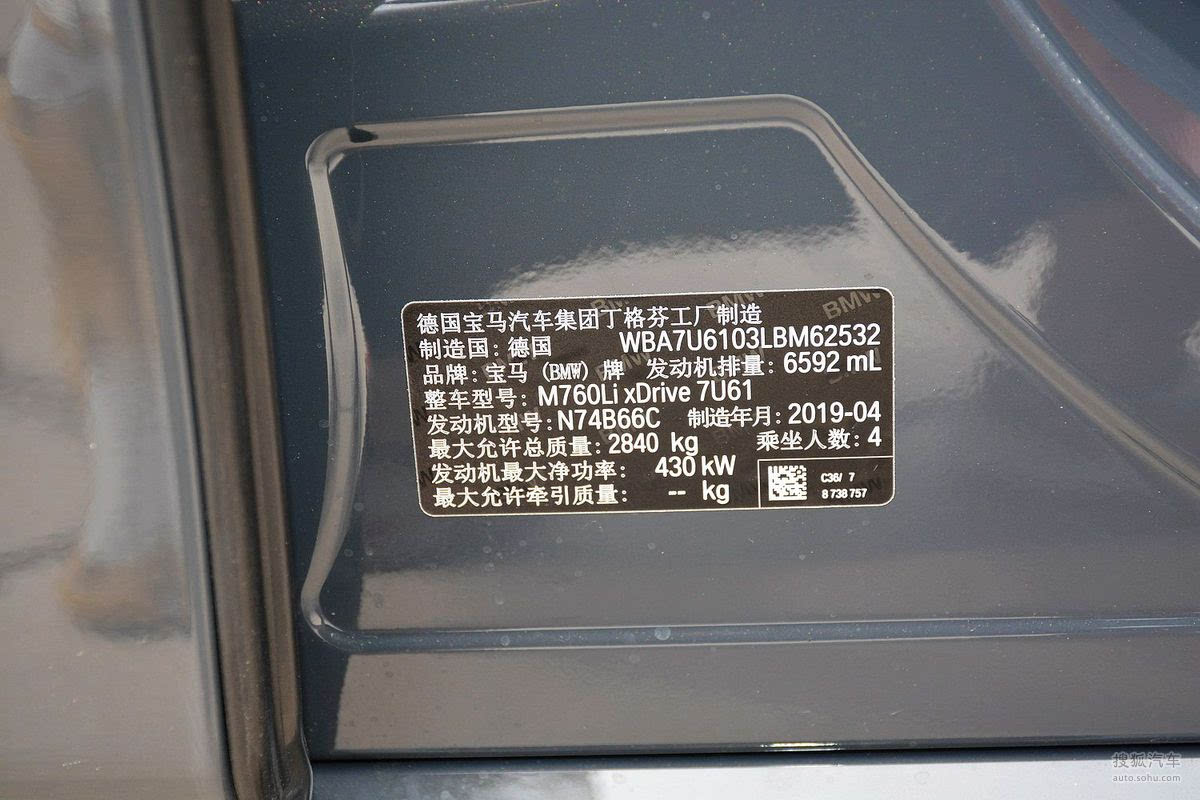 德国宝马汽车集团丁格芬工厂制造
制造国: 德国 WBA7U6103LBM62532
品牌: 宝马 (BMW) 牌 发动机排量: 6592 mL
整车型号: M760Li xDrive 7U61
发动机型号: N74B66C 制造年月: 2019-04
最大允许总质量: 2840 kg 乘坐人数: 4
发动机最大净功率: 430 kW
最大允许牵引质量: -- kg
C36/ 7
8 738 757
搜狐汽车
auto.sohu.com